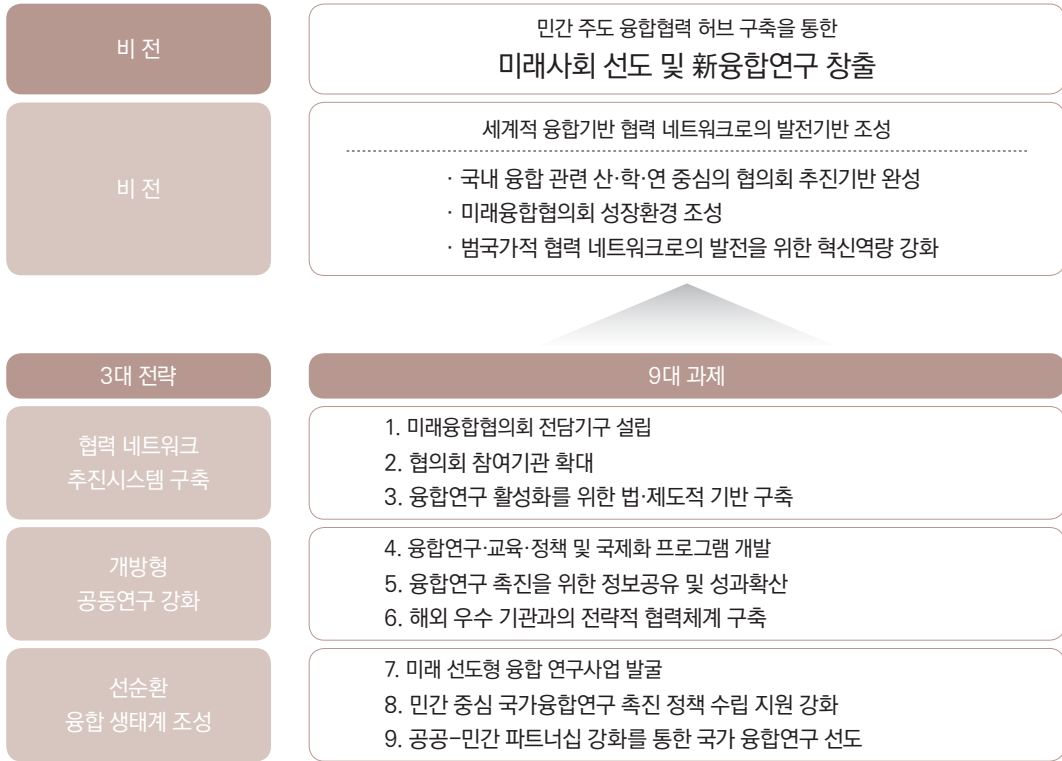 비 전
민간 주도 융합협력 허브 구축을 통한
미래사회 선도 및 新융합연구 창출
비 전
세계적 융합기반 협력 네트워크로의 발전기반 조성
· 국내 융합 관련 산·학·연 중심의 협의회 추진기반 완성
· 미래융합협의회 성장환경 조성
· 범국가적 협력 네트워크로의 발전을 위한 혁신역량 강화
3대 전략
9대 과제
협력 네트워크
추진시스템 구축
1. 미래융합협의회 전담기구 설립
2. 협의회 참여기관 확대
3. 융합연구 활성화를 위한 법·제도적 기반 구축
개방형
공동연구 강화
4. 융합연구·교육·정책 및 국제화 프로그램 개발
5. 융합연구 촉진을 위한 정보공유 및 성과확산
6. 해외 우수 기관과의 전략적 협력체계 구축
선순환
융합 생태계 조성
7. 미래 선도형 융합 연구사업 발굴
8. 민간 중심 국가융합연구 촉진 정책 수립 지원 강화
9. 공공-민간 파트너십 강화를 통한 국가 융합연구 선도